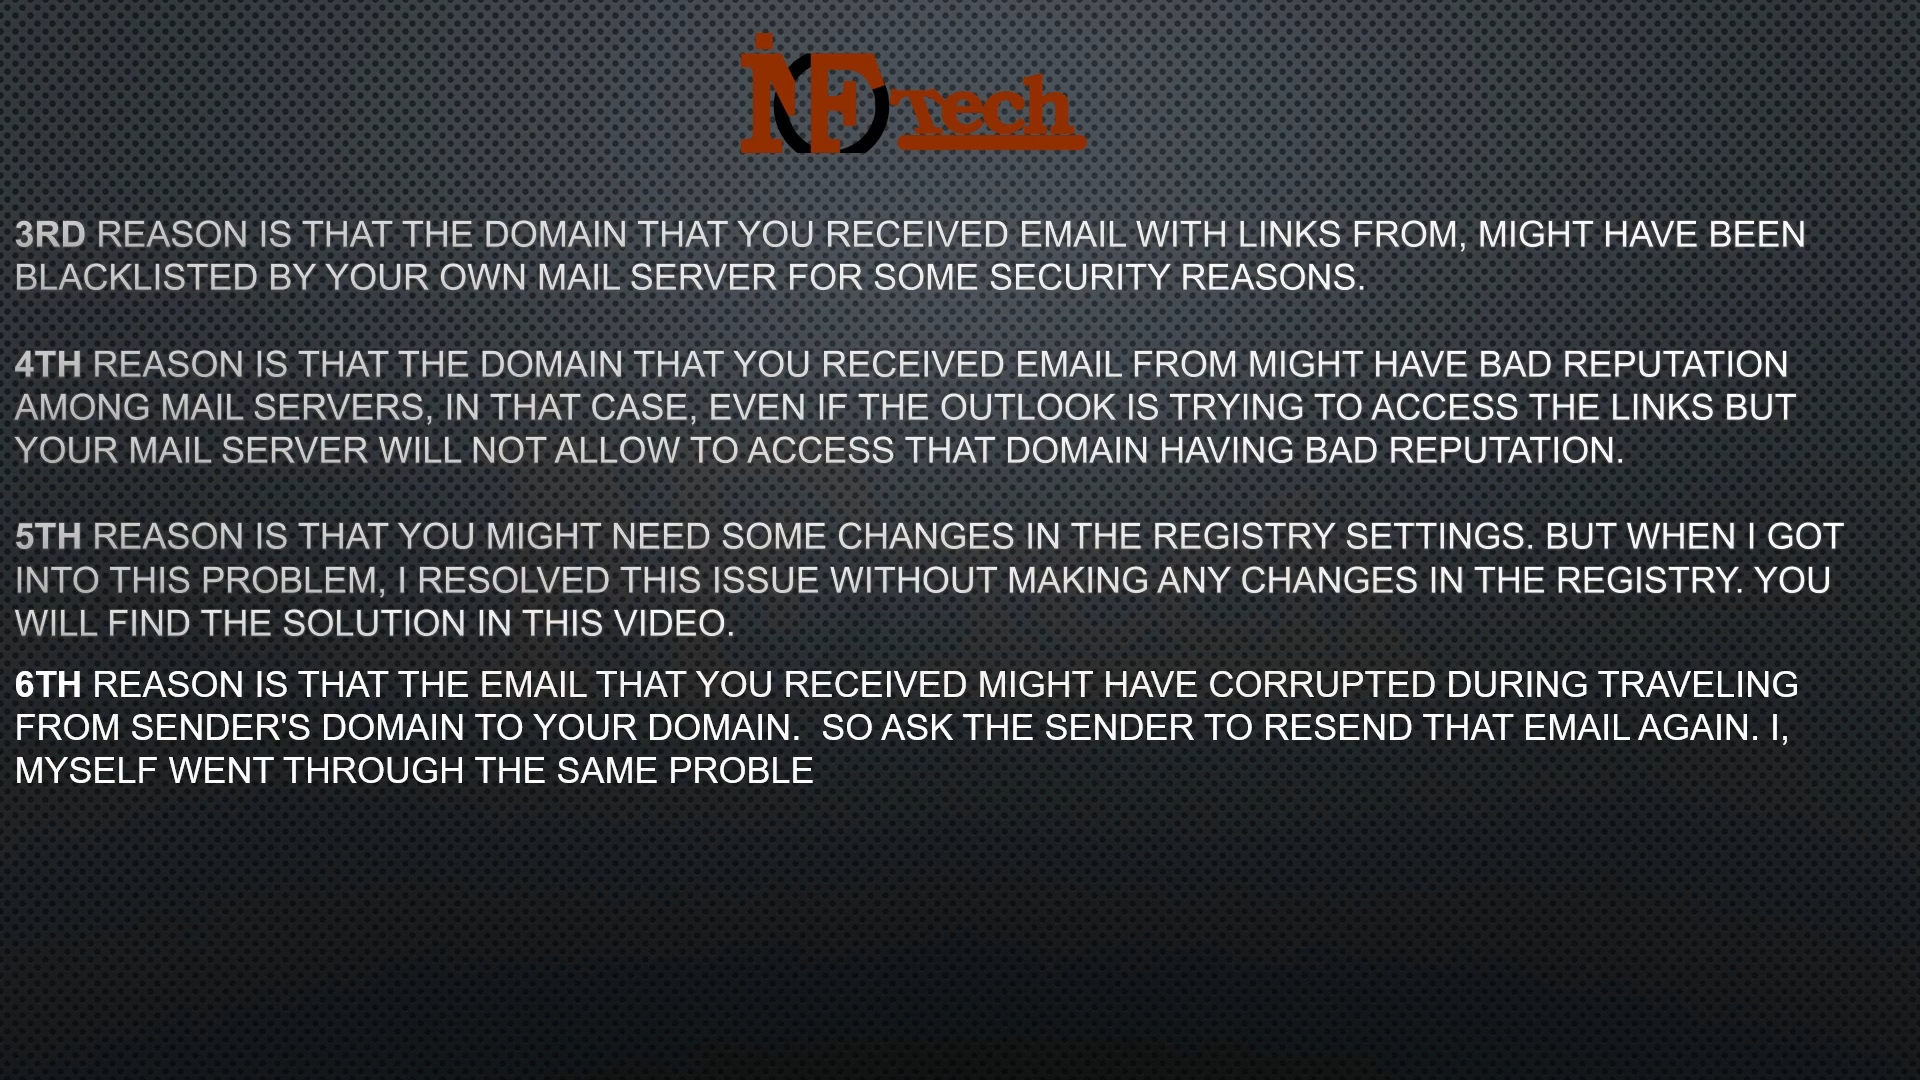 iNFOTech
3RD REASON IS THAT THE DOMAIN THAT YOU RECEIVED EMAIL WITH LINKS FROM, MIGHT HAVE BEEN
BLACKLISTED BY YOUR OWN MAIL SERVER FOR SOME SECURITY REASONS.
4TH REASON IS THAT THE DOMAIN THAT YOU RECEIVED EMAIL FROM MIGHT HAVE BAD REPUTATION
AMONG MAIL SERVERS, IN THAT CASE, EVEN IF THE OUTLOOK IS TRYING TO ACCESS THE LINKS BUT
YOUR MAIL SERVER WILL NOT ALLOW TO ACCESS THAT DOMAIN HAVING BAD REPUTATION.
5TH REASON IS THAT YOU MIGHT NEED SOME CHANGES IN THE REGISTRY SETTINGS. BUT WHEN I GOT
INTO THIS PROBLEM, I RESOLVED THIS ISSUE WITHOUT MAKING ANY CHANGES IN THE REGISTRY. YOU
WILL FIND THE SOLUTION IN THIS VIDEO.
6TH REASON IS THAT THE EMAIL THAT YOU RECEIVED MIGHT HAVE CORRUPTED DURING TRAVELING
FROM SENDER'S DOMAIN TO YOUR DOMAIN.  SO ASK THE SENDER TO RESEND THAT EMAIL AGAIN. I,
MYSELF WENT THROUGH THE SAME PROBLE